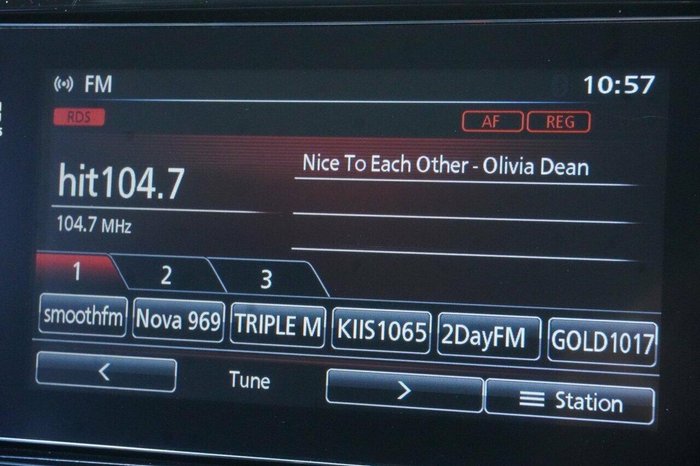 FM
10:57
RDS
AF
REG
hit104.7
Nice To Each Other - Olivia Dean
104.7 MHz
1
2
3
smoothfm
Nova 969
TRIPLE M
KIIS1065
2DayFM
GOLD1017
<
Tune
>
Station